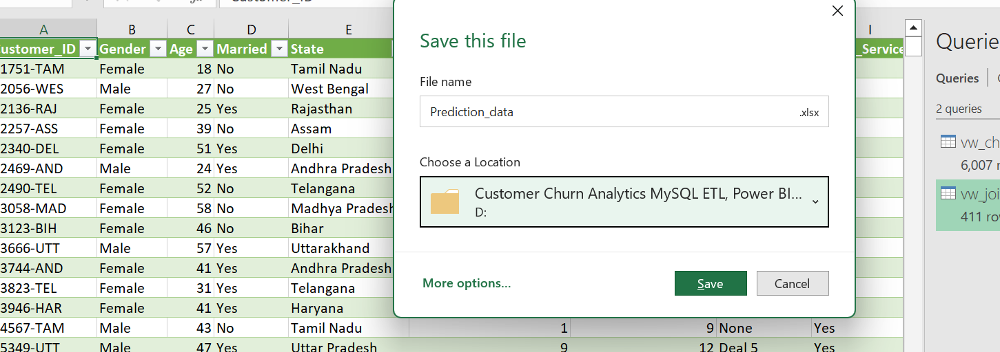 A B C D E I
ustomer_ID Gender Age Married State _Service
1751-TAM Female 18 No Tamil Nadu
2056-WES Male 27 No West Bengal
2136-RAJ Female 25 Yes Rajasthan
2257-ASS Female 39 No Assam
2340-DEL Female 51 Yes Delhi
2469-AND Male 24 Yes Andhra Pradesh
2490-TEL Female 52 No Telangana
3058-MAD Female 58 No Madhya Pradesh
3123-BIH Female 46 No Bihar
3666-UTT Male 57 Yes Uttarakhand
3744-AND Female 41 Yes Andhra Pradesh
3823-TEL Female 31 Yes Telangana
3946-HAR Female 41 Yes Haryana
4567-TAM Male 43 No Tamil Nadu 1 9 None Yes
5349-UTT Male 47 Yes Uttar Pradesh 9 12 Deal 5 Yes
Save this file
File name
Prediction_data .xlsx
Choose a Location
Customer Churn Analytics MySQL ETL, Power BI...
D:
More options...
Save Cancel
Querie
Queries
2 queries
vw_ch
6,007 r
vw_joi
411 ro